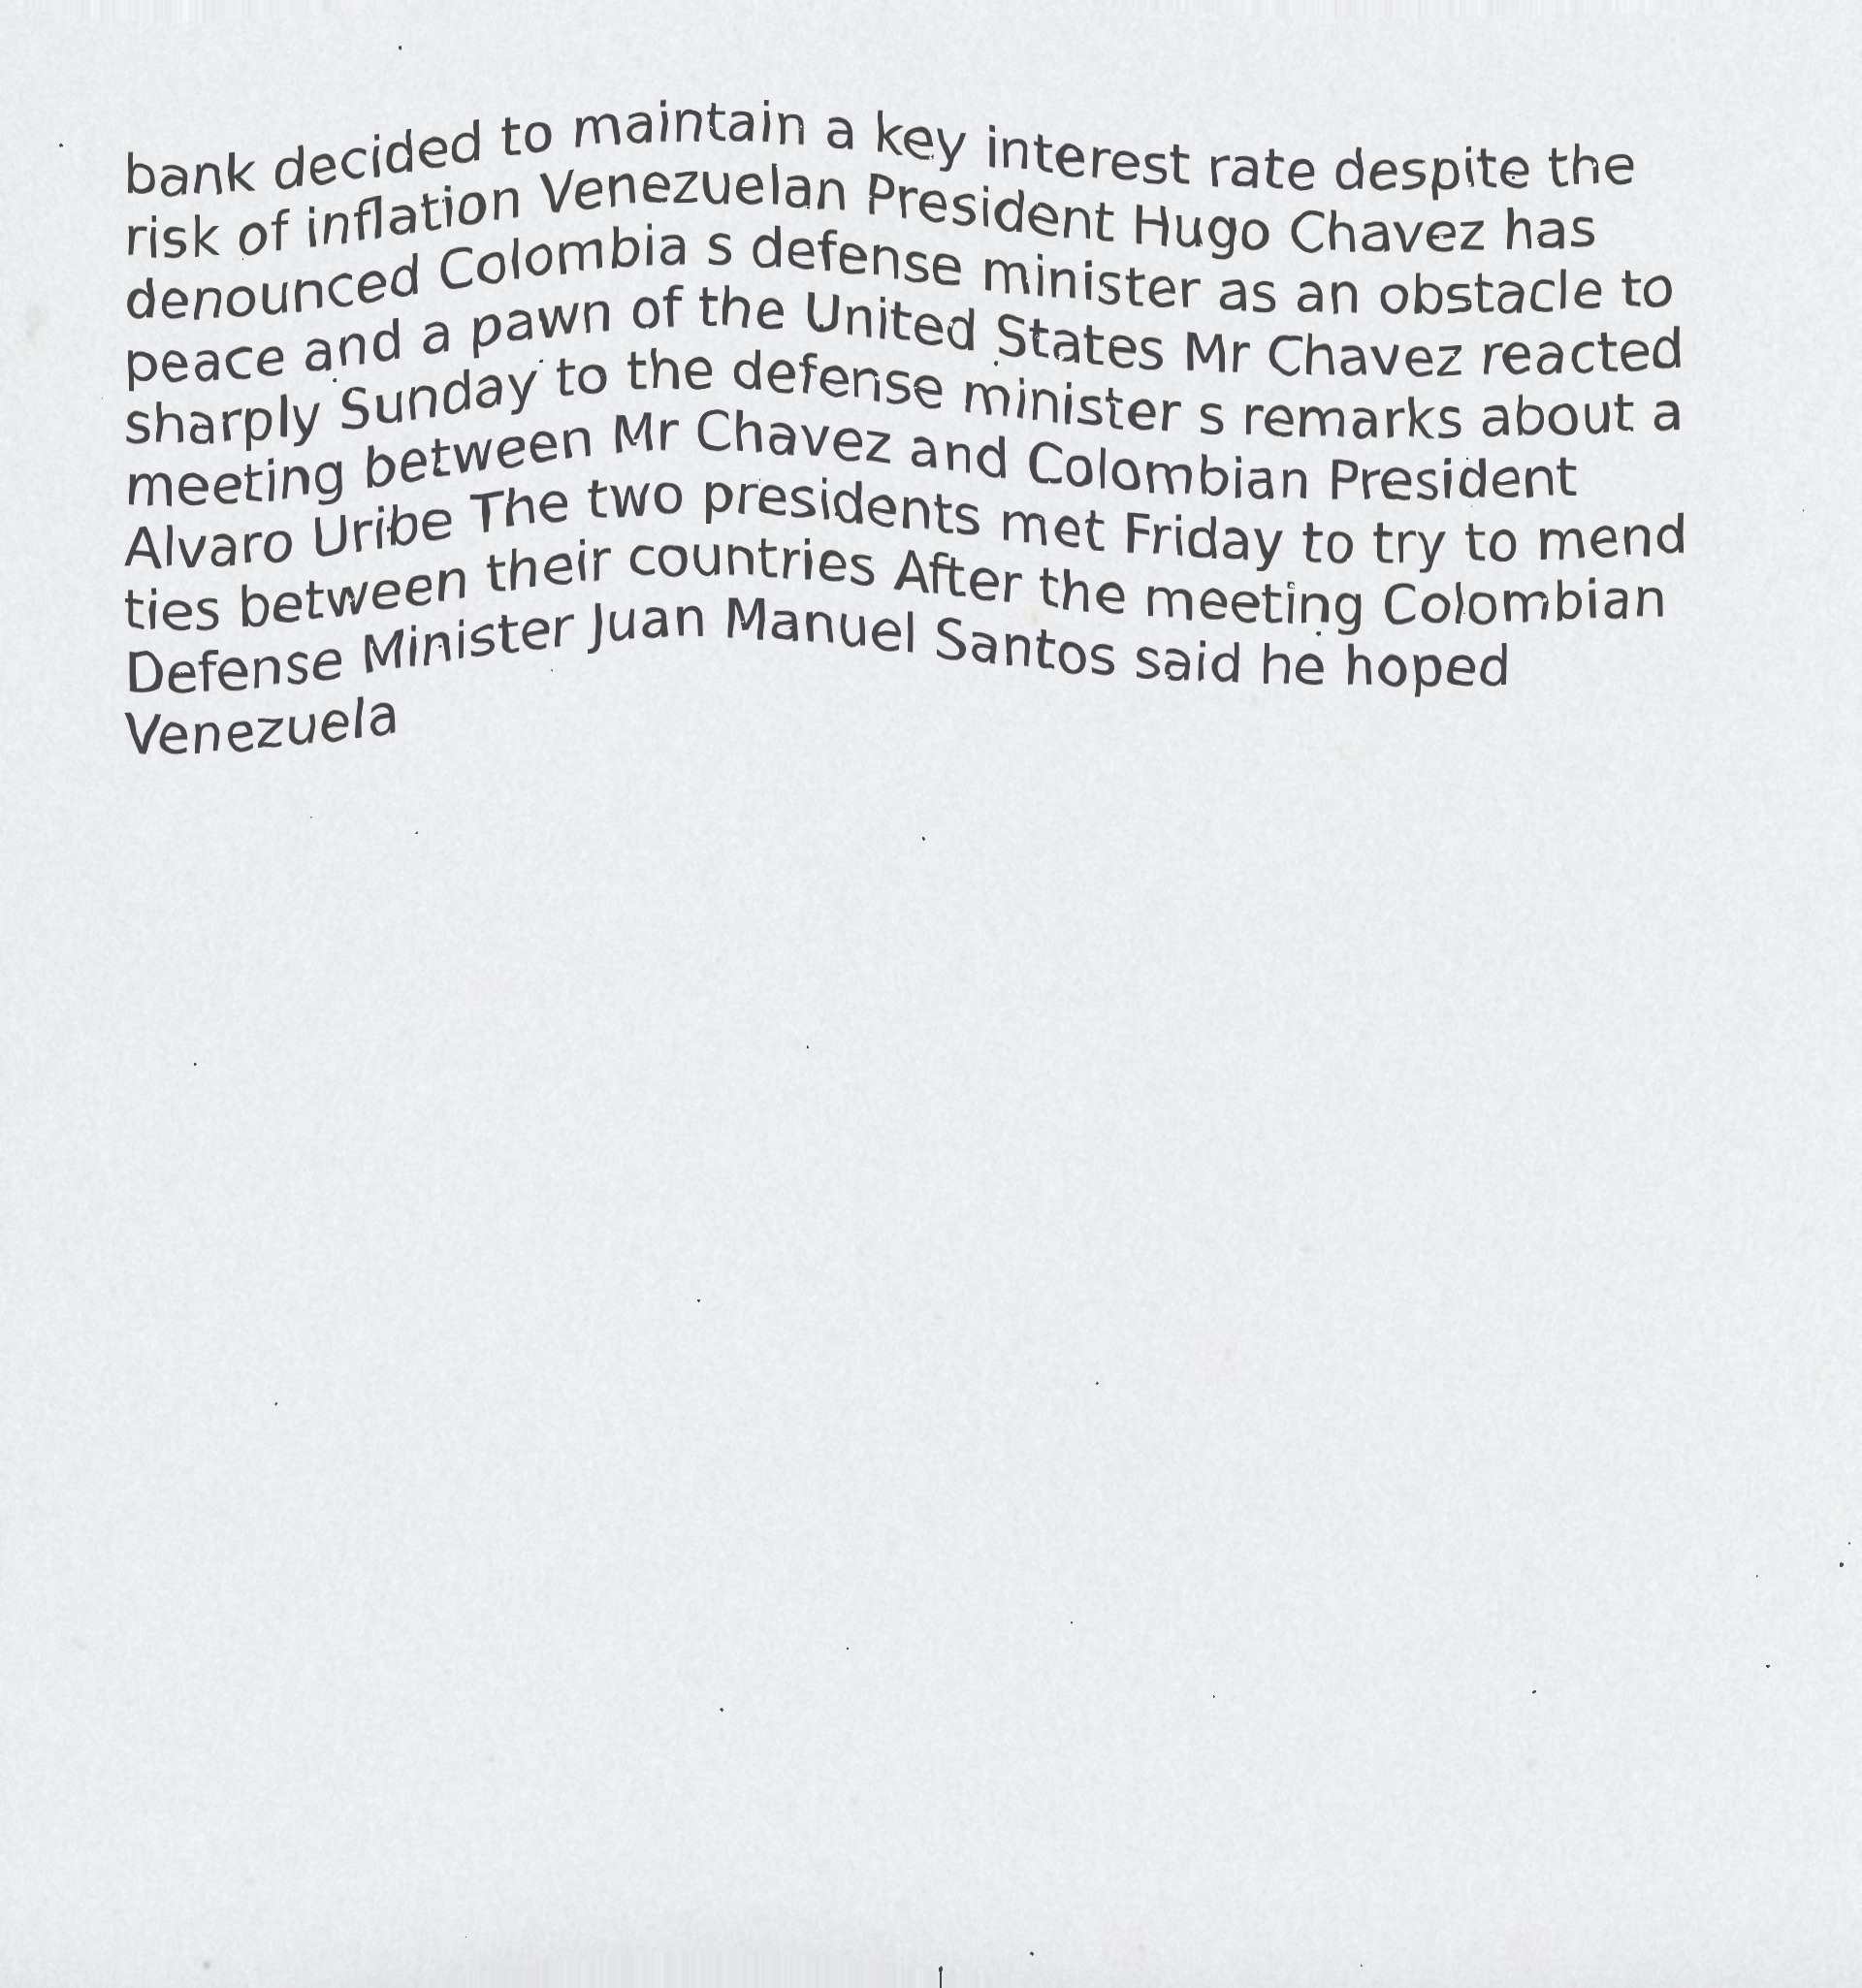 bank decided to maintain a key interest rate despite the
risk of inflation Venezuelan President Hugo Chavez has
denounced Colombia s defense minister as an obstacle to
peace and a pawn of the United States Mr Chavez reacted
sharply Sunday to the defense minister s remarks about a
meeting between Mr Chavez and Colombian President
Alvaro Uribe The two presidents met Friday to try to mend
ties between their countries After the meeting Colombian
Defense Minister Juan Manuel Santos said he hoped
Venezuela